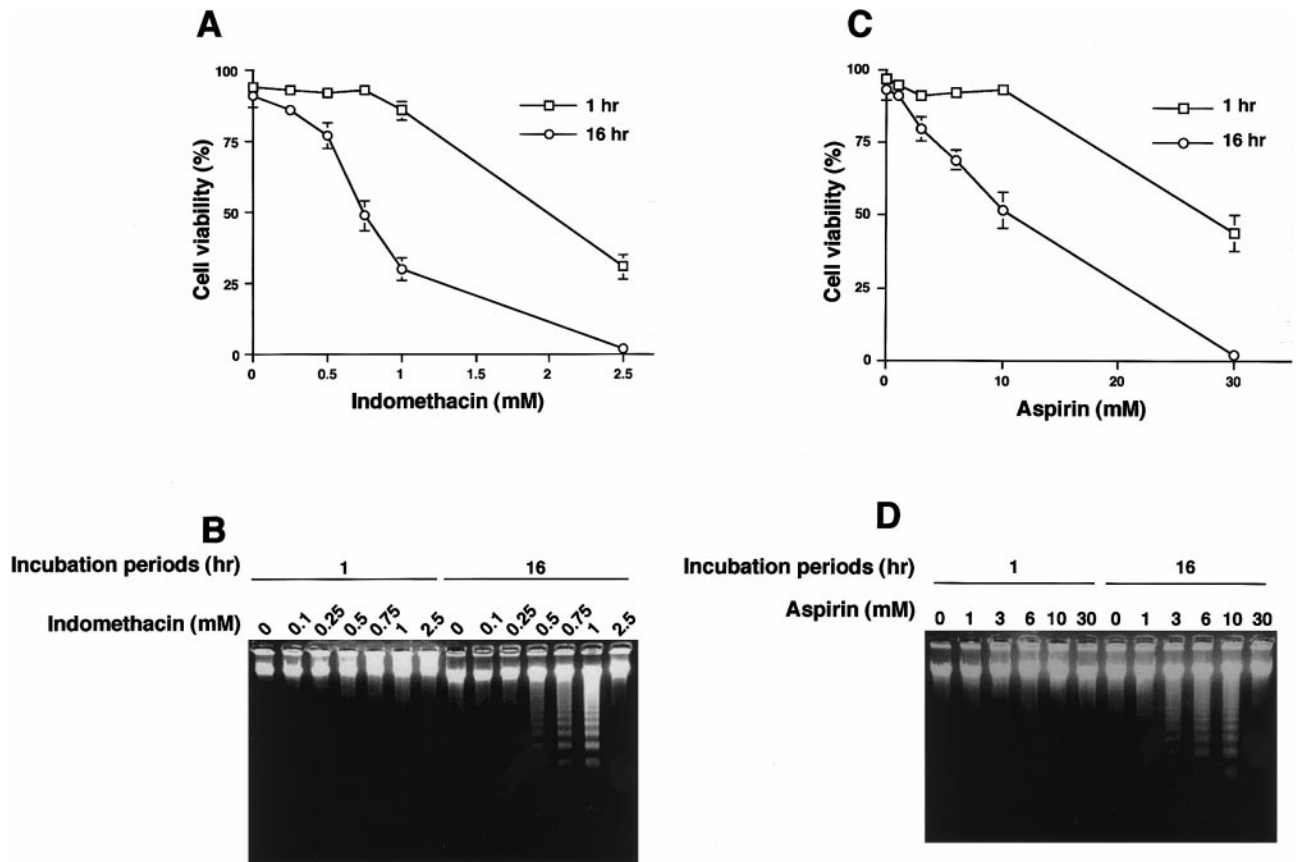 A
100
75
50
25
0
Cell viability (%)
1 hr
16 hr
0 0.5 1 1.5 2 2.5
Indomethacin (mM)
C
100
75
50
25
0
Cell viability (%)
1 hr
16 hr
0 10 20 30
Aspirin (mM)
B
Incubation periods (hr) 1 16
Indomethacin (mM) 0 0.1 0.25 0.5 0.75 1 2.5 0 0.1 0.25 0.5 0.75 1 2.5
D
Incubation periods (hr) 1 16
Aspirin (mM) 0 1 3 6 10 30 0 1 3 6 10 30